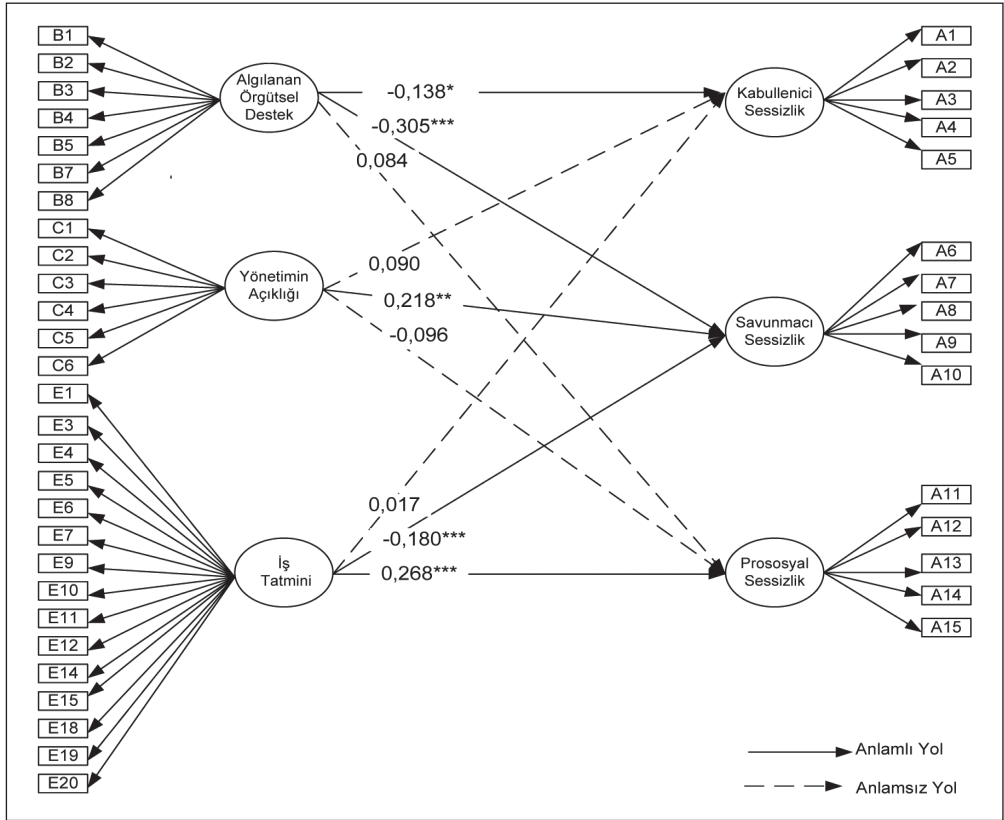 B1
B2
B3
B4
B5
B7
B8
C1
C2
C3
C4
C5
C6
E1
E3
E4
E5
E6
E7
E9
E10
E11
E12
E14
E15
E18
E19
E20
Algılanan
Örgütsel
Destek
Yönetimin
Açıklığı
İş
Tatmini
-0,138*
-0,305***
0,084
0,090
0,218**
-0,096
0,017
-0,180***
0,268***
Kabullenici
Sessizlik
Savunmacı
Sessizlik
Prososyal
Sessizlik
A1
A2
A3
A4
A5
A6
A7
A8
A9
A10
A11
A12
A13
A14
A15
Anlamlı Yol
Anlamsız Yol